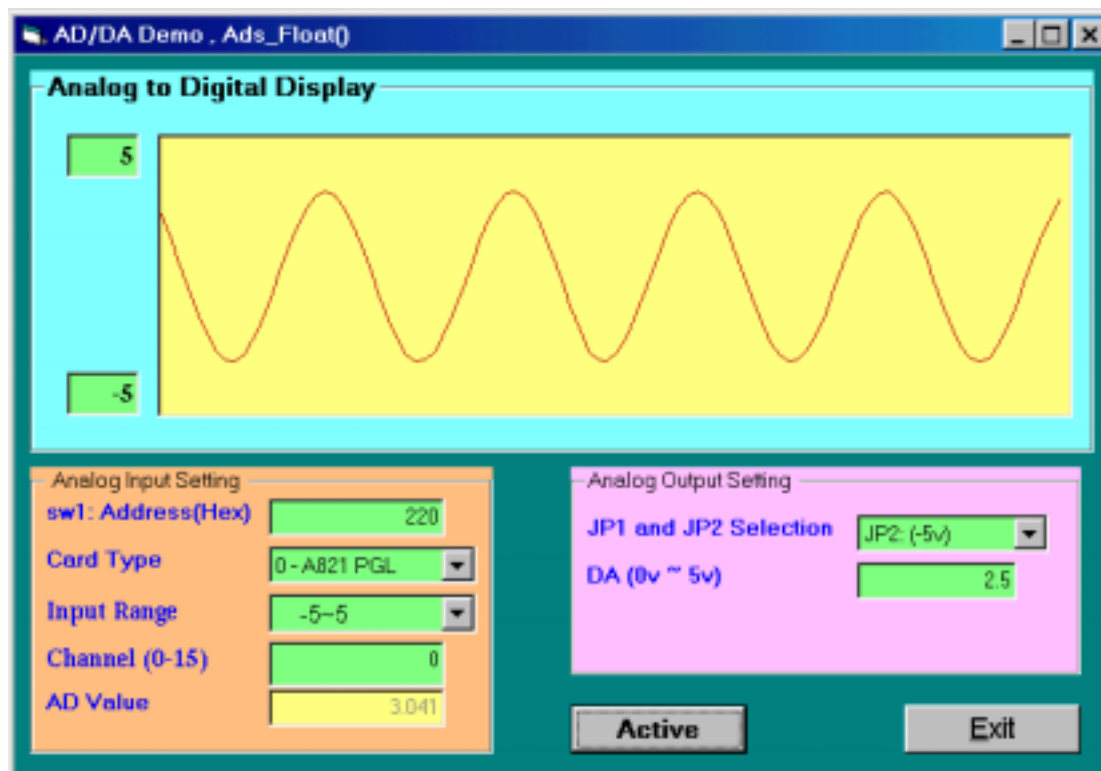 AD/DA Demo , Ads_Float()
Analog to Digital Display
5
-5
Analog Input Setting
sw1: Address(Hex) 220
Card Type 0 - A821 PGL
Input Range -5~5
Channel (0-15) 0
AD Value 3.041
Analog Output Setting
JP1 and JP2 Selection JP2: (-5v)
DA (0v ~ 5v) 2.5
Active
Exit